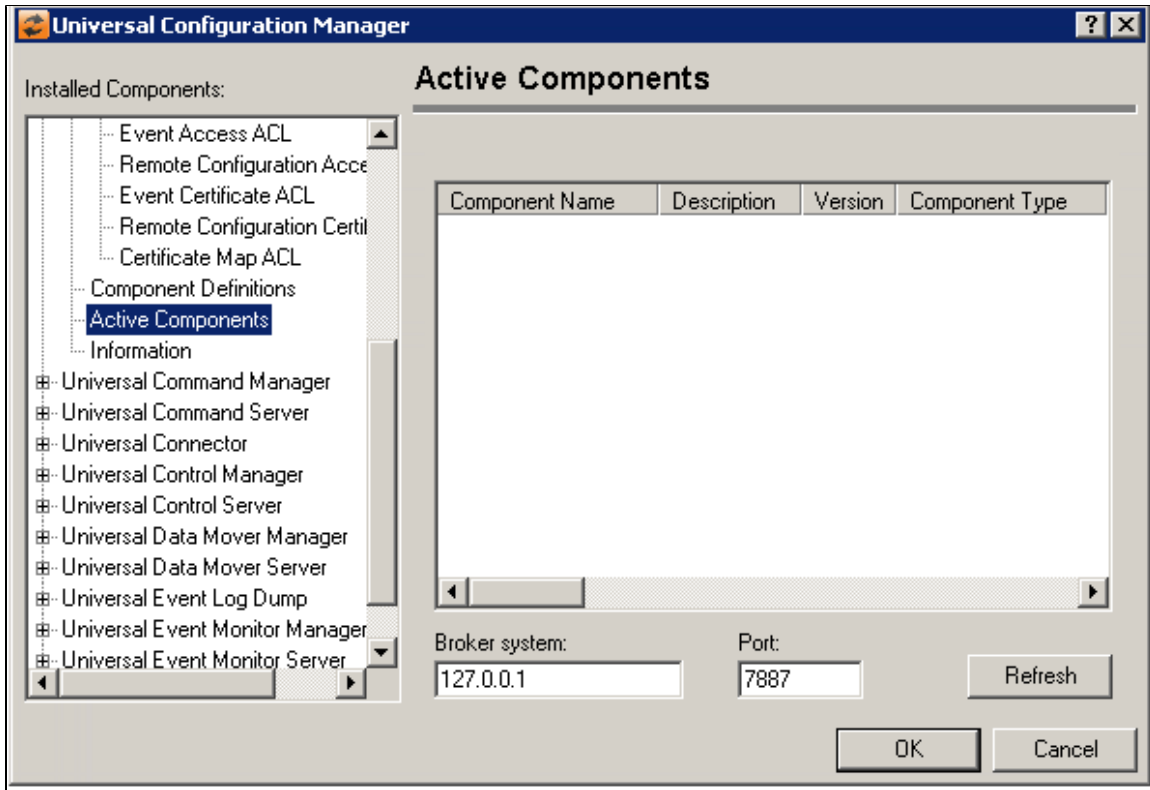 Universal Configuration Manager
Installed Components:
Active Components
Event Access ACL
Remote Configuration Acce
Event Certificate ACL
Remote Configuration Certif
Certificate Map ACL
Component Definitions
Active Components
Information
Universal Command Manager
Universal Command Server
Universal Connector
Universal Control Manager
Universal Control Server
Universal Data Mover Manager
Universal Data Mover Server
Universal Event Log Dump
Universal Event Monitor Manager
Universal Event Monitor Server
Component Name Description Version Component Type
Broker system: Port:
127.0.0.1 7887 Refresh
OK Cancel